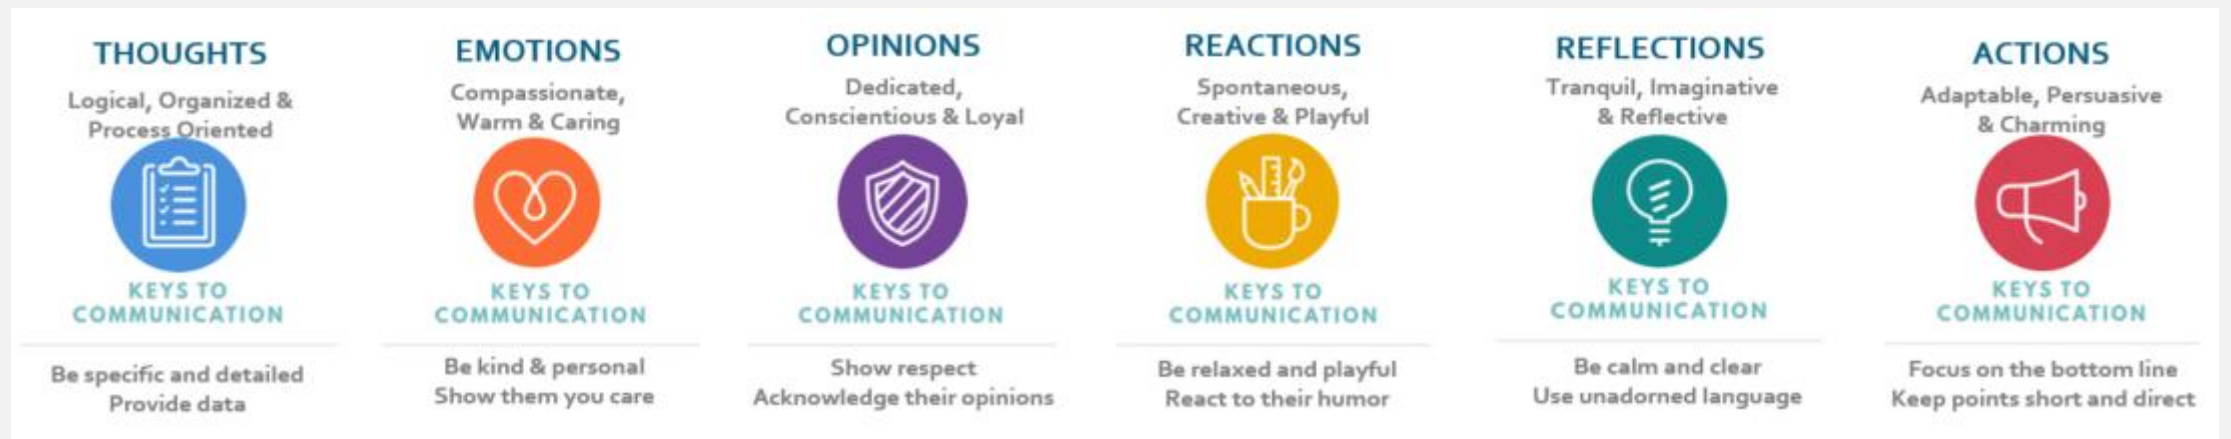 THOUGHTS
Logical, Organized &
Process Oriented
KEYS TO
COMMUNICATION
Be specific and detailed
Provide data
EMOTIONS
Compassionate,
Warm & Caring
KEYS TO
COMMUNICATION
Be kind & personal
Show them you care
OPINIONS
Dedicated,
Conscientious & Loyal
KEYS TO
COMMUNICATION
Show respect
Acknowledge their opinions
REACTIONS
Spontaneous,
Creative & Playful
KEYS TO
COMMUNICATION
Be relaxed and playful
React to their humor
REFLECTIONS
Tranquil, Imaginative
& Reflective
KEYS TO
COMMUNICATION
Be calm and clear
Use unadorned language
ACTIONS
Adaptable, Persuasive
& Charming
KEYS TO
COMMUNICATION
Focus on the bottom line
Keep points short and direct